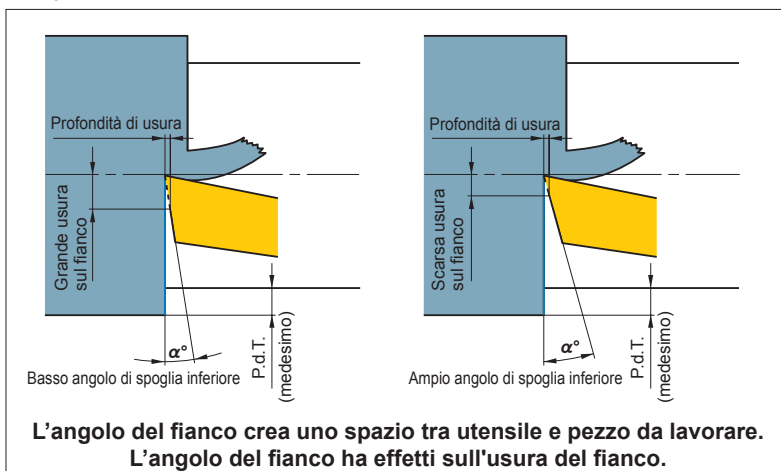 Profondità di usura
Grande usura
sul fianco
α°
Basso angolo di spoglia inferiore
P.d.T.
(medesimo)
Profondità di usura
Scarsa usura
sul fianco
α°
Ampio angolo di spoglia inferiore
P.d.T.
(medesimo)
L'angolo del fianco crea uno spazio tra utensile e pezzo da lavorare.
L'angolo del fianco ha effetti sull'usura del fianco.